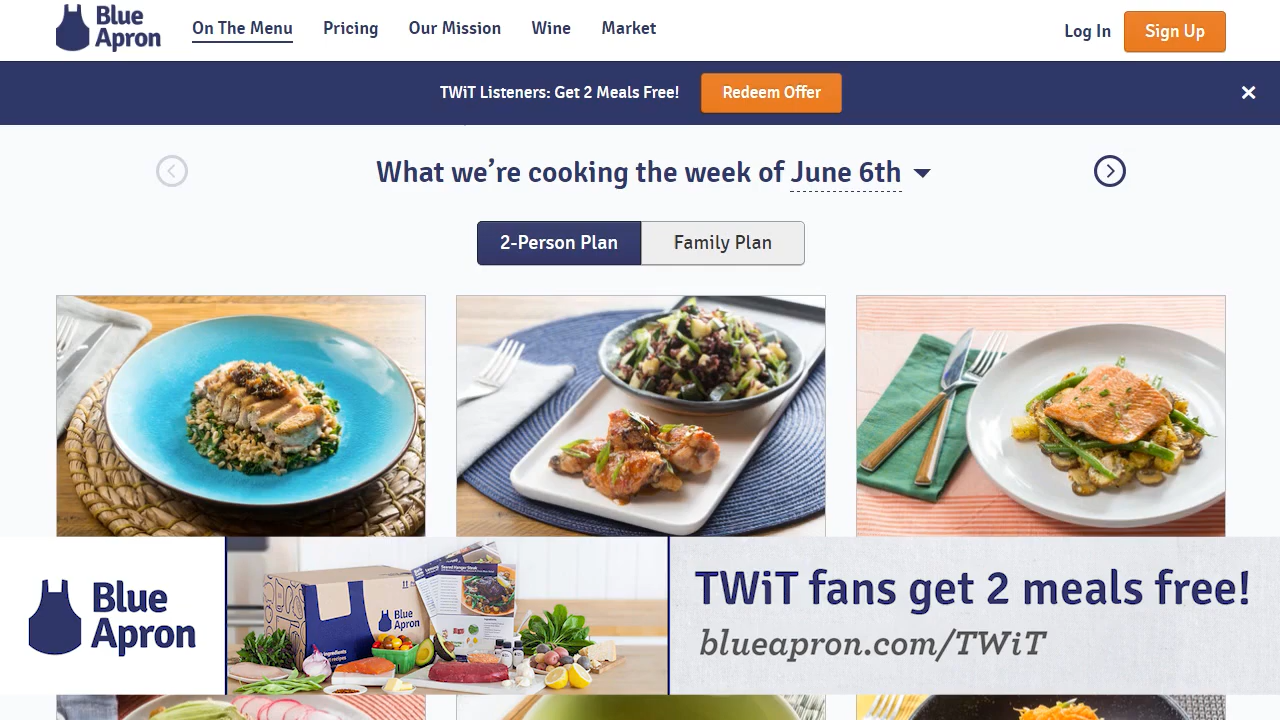 Blue
Apron
On The Menu
Pricing
Our Mission
Wine
Market
Log In
Sign Up
TWiT Listeners: Get 2 Meals Free!
Redeem Offer
What we're cooking the week of June 6th
2-Person Plan
Family Plan
Blue
Apron
Blue
Apron
TWiT fans get 2 meals free!
blueapron.com/TWiT